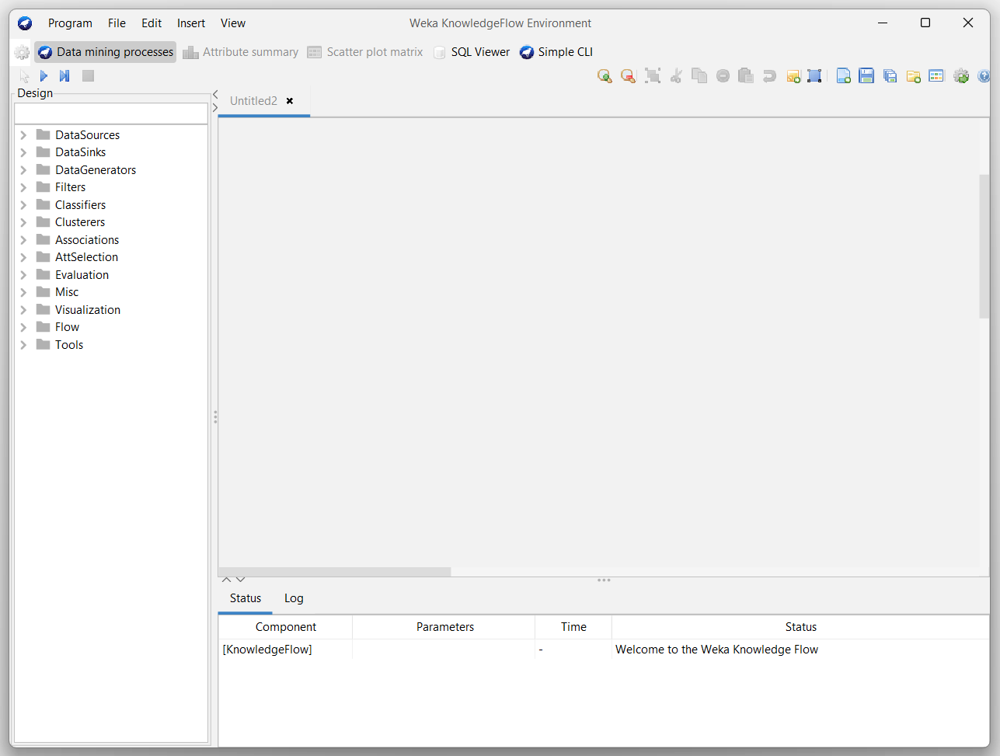 Program File Edit Insert View Weka KnowledgeFlow Environment
Data mining processes Attribute summary Scatter plot matrix SQL Viewer Simple CLI
Design
Untitled2
DataSources
DataSinks
DataGenerators
Filters
Classifiers
Clusterers
Associations
AttSelection
Evaluation
Misc
Visualization
Flow
Tools
Status Log
Component Parameters Time Status
[KnowledgeFlow] - Welcome to the Weka Knowledge Flow